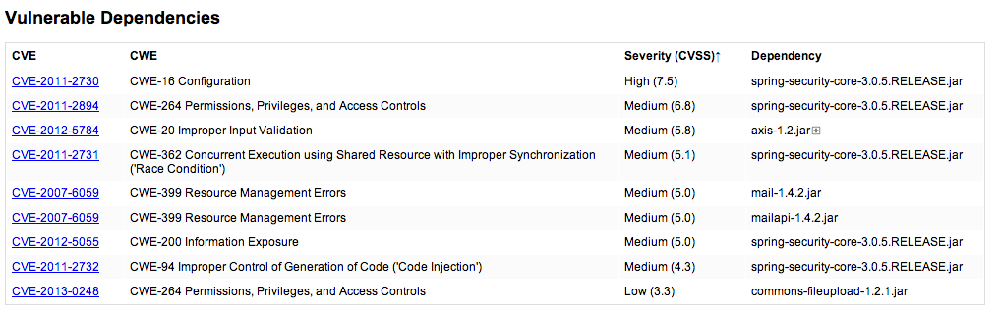 Vulnerable Dependencies
CVE CWE Severity (CVSS)↑ Dependency
CVE-2011-2730 CWE-16 Configuration High (7.5) spring-security-core-3.0.5.RELEASE.jar
CVE-2011-2894 CWE-264 Permissions, Privileges, and Access Controls Medium (6.8) spring-security-core-3.0.5.RELEASE.jar
CVE-2012-5784 CWE-20 Improper Input Validation Medium (5.8) axis-1.2.jar
CVE-2011-2731 CWE-362 Concurrent Execution using Shared Resource with Improper Synchronization Medium (5.1) spring-security-core-3.0.5.RELEASE.jar
('Race Condition')
CVE-2007-6059 CWE-399 Resource Management Errors Medium (5.0) mail-1.4.2.jar
CVE-2007-6059 CWE-399 Resource Management Errors Medium (5.0) mailapi-1.4.2.jar
CVE-2012-5055 CWE-200 Information Exposure Medium (5.0) spring-security-core-3.0.5.RELEASE.jar
CVE-2011-2732 CWE-94 Improper Control of Generation of Code ('Code Injection') Medium (4.3) spring-security-core-3.0.5.RELEASE.jar
CVE-2013-0248 CWE-264 Permissions, Privileges, and Access Controls Low (3.3) commons-fileupload-1.2.1.jar